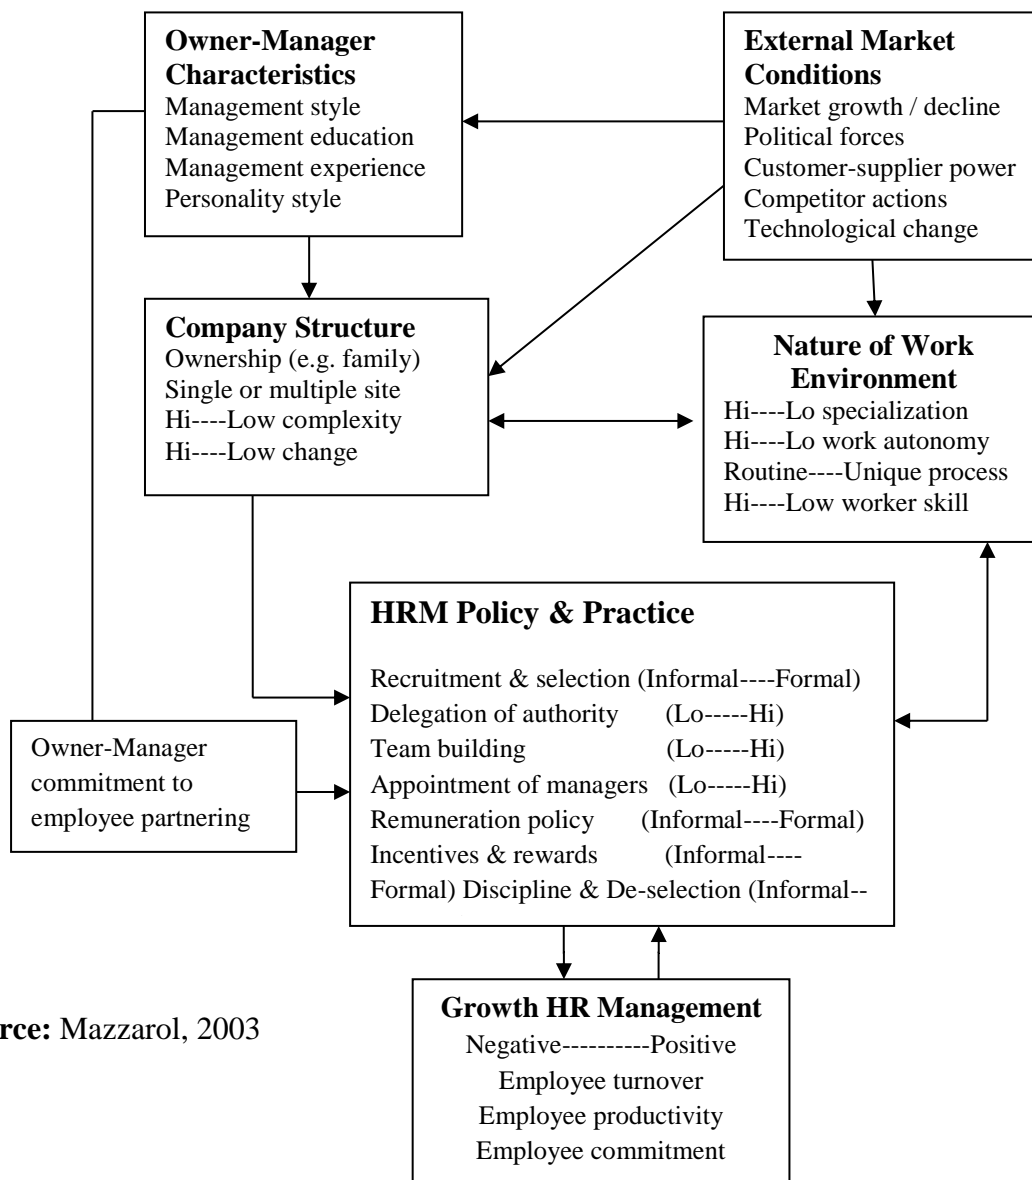 Owner-Manager
Characteristics
Management style
Management education
Management experience
Personality style
External Market
Conditions
Market growth / decline
Political forces
Customer-supplier power
Competitor actions
Technological change
Company Structure
Ownership (e.g. family)
Single or multiple site
Hi----Low complexity
Hi----Low change
Nature of Work
Environment
Hi----Lo specialization
Hi----Lo work autonomy
Routine----Unique process
Hi----Low worker skill
HRM Policy & Practice
Recruitment & selection (Informal----Formal)
Delegation of authority (Lo-----Hi)
Team building (Lo-----Hi)
Appointment of managers (Lo-----Hi)
Remuneration policy (Informal----Formal)
Incentives & rewards (Informal----
Formal) Discipline & De-selection (Informal--
Owner-Manager
commitment to
employee partnering
Growth HR Management
Negative----------Positive
Employee turnover
Employee productivity
Employee commitment
rce: Mazzarol, 2003